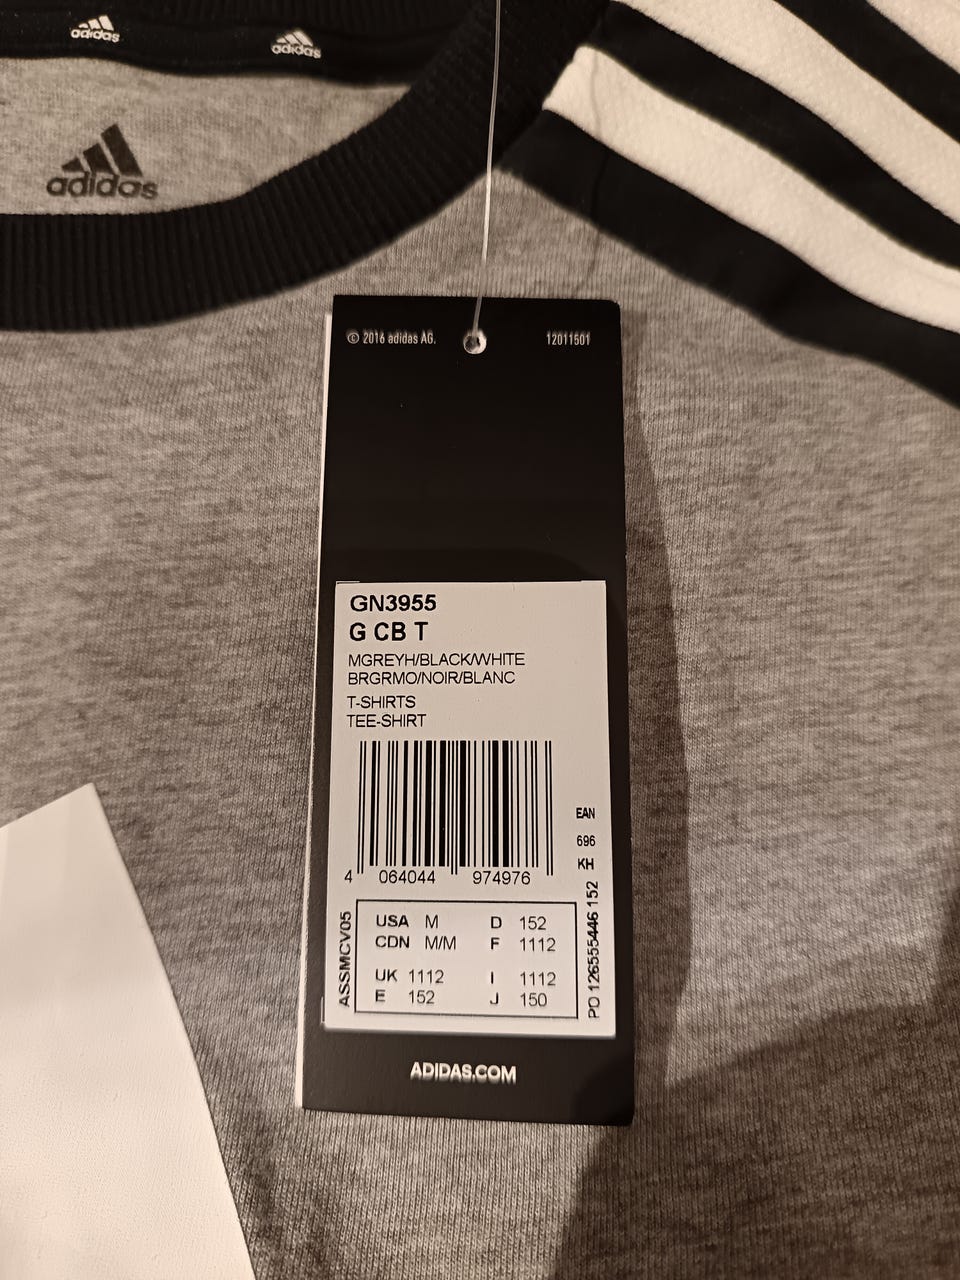 adidas
adidas
adidas
© 2016 adidas AG.
12011501
GN3955
G CB T
MGREYH/BLACK/WHITE
BRGRMO/NOIR/BLANC
T-SHIRTS
TEE-SHIRT
EAN
696
KH
4 064044 974976
ASSMCV05
USA M D 152
CDN M/M F 1112
UK 1112 I 1112
E 152 J 150
PO 126555446 152
ADIDAS.COM